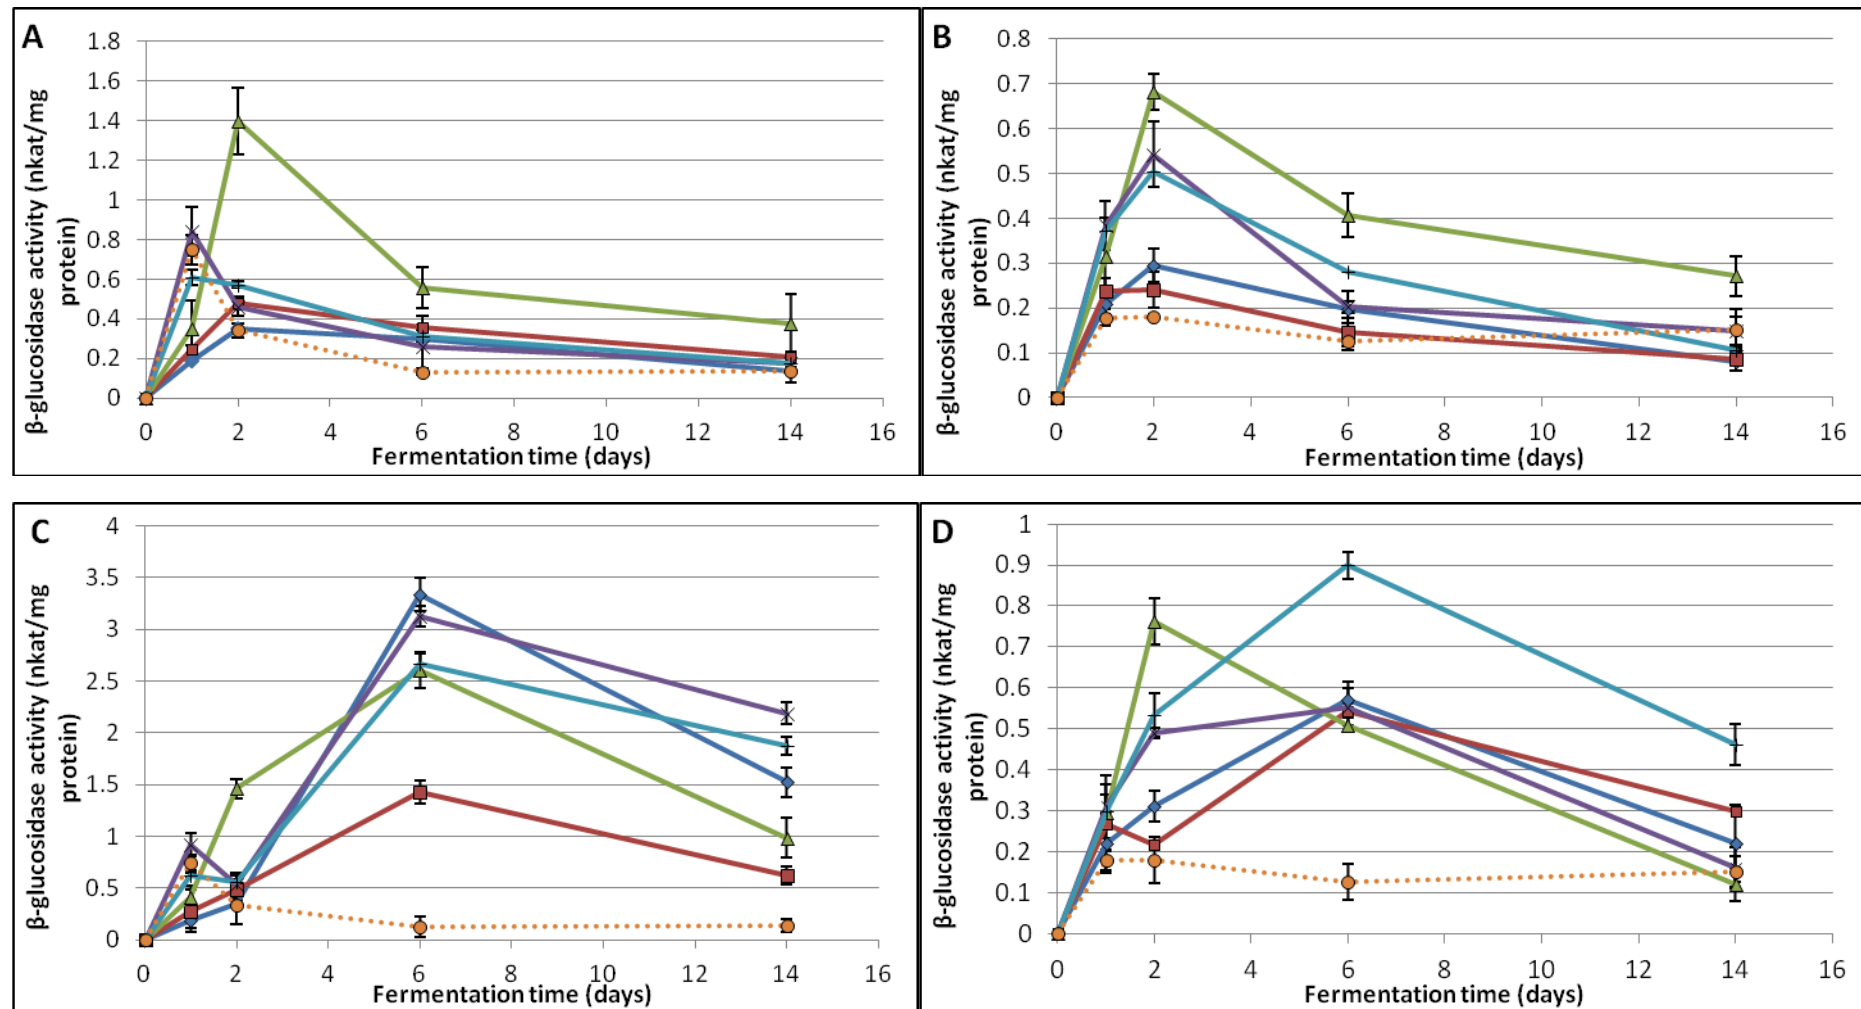 A
β-glucosidase activity (nkat/mg
protein)
1.8
1.6
1.4
1.2
1
0.8
0.6
0.4
0.2
0
0 2 4 6 8 10 12 14 16
Fermentation time (days)
B
β-glucosidase activity (nkat/mg
protein)
0.8
0.7
0.6
0.5
0.4
0.3
0.2
0.1
0
0 2 4 6 8 10 12 14 16
Fermentation time (days)
C
β-glucosidase activity (nkat/mg
protein)
4
3.5
3
2.5
2
1.5
1
0.5
0
0 2 4 6 8 10 12 14 16
Fermentation time (days)
D
β-glucosidase activity (nkat/mg
protein)
1
0.9
0.8
0.7
0.6
0.5
0.4
0.3
0.2
0.1
0
0 2 4 6 8 10 12 14 16
Fermentation time (days)